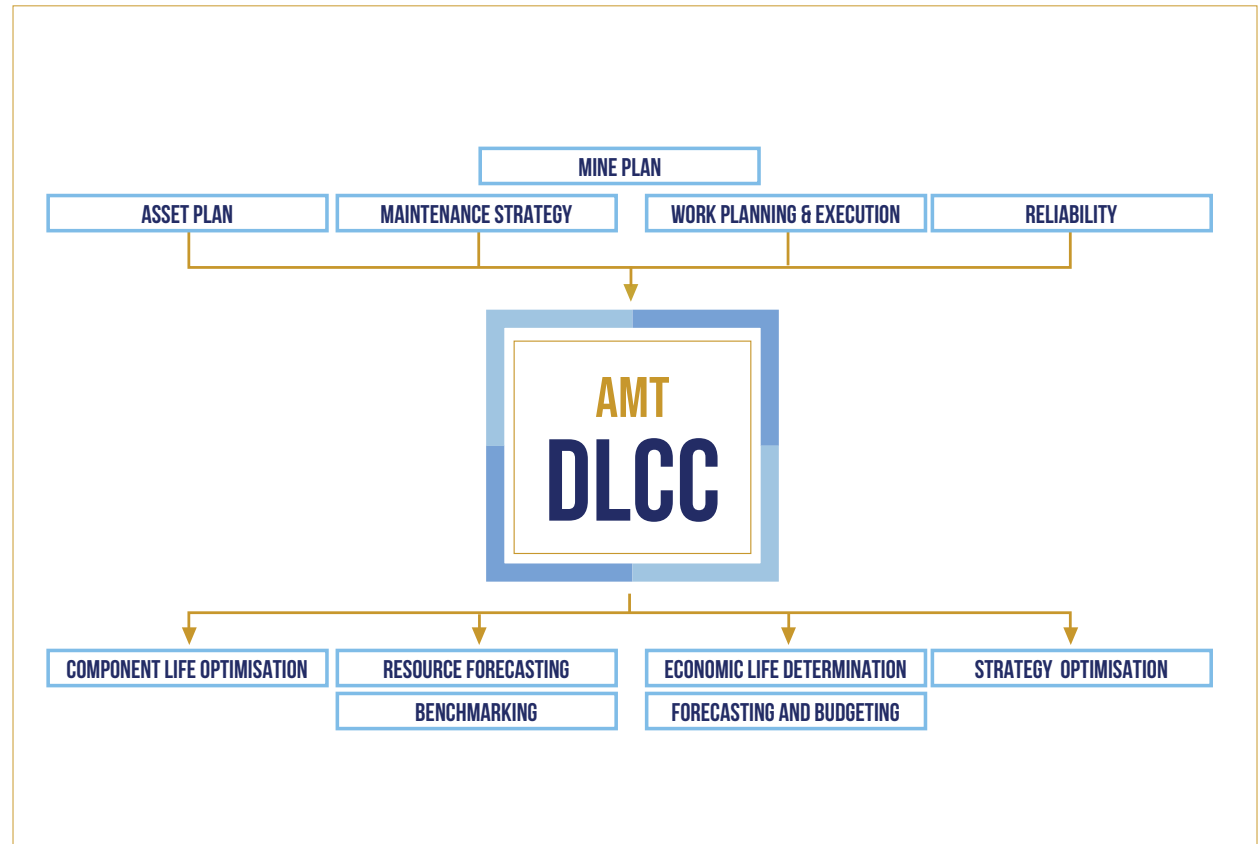 MINE PLAN
ASSET PLAN
MAINTENANCE STRATEGY
WORK PLANNING & EXECUTION
RELIABILITY
AMT
DLCC
COMPONENT LIFE OPTIMISATION
RESOURCE FORECASTING
ECONOMIC LIFE DETERMINATION
STRATEGY OPTIMISATION
BENCHMARKING
FORECASTING AND BUDGETING